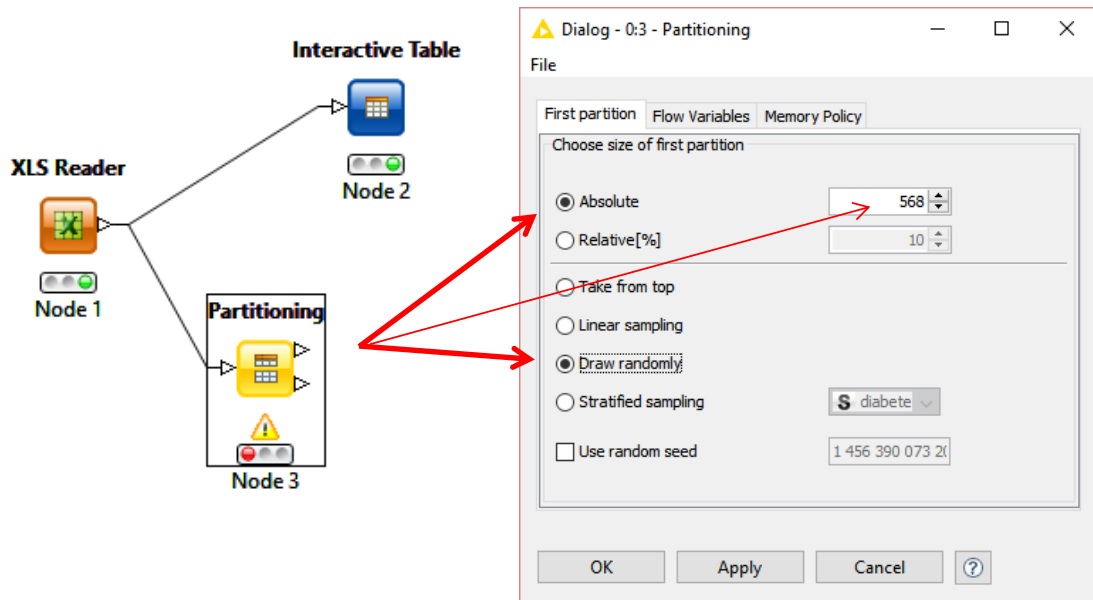 Interactive Table
Node 2
XLS Reader
Node 1
Partitioning
Node 3
Dialog - 0:3 - Partitioning
File
First partition Flow Variables Memory Policy
Choose size of first partition
Absolute 568
Relative[%] 10
Take from top
Linear sampling
Draw randomly
Stratified sampling S diabete
Use random seed 1 456 390 073 2(
OK Apply Cancel ?